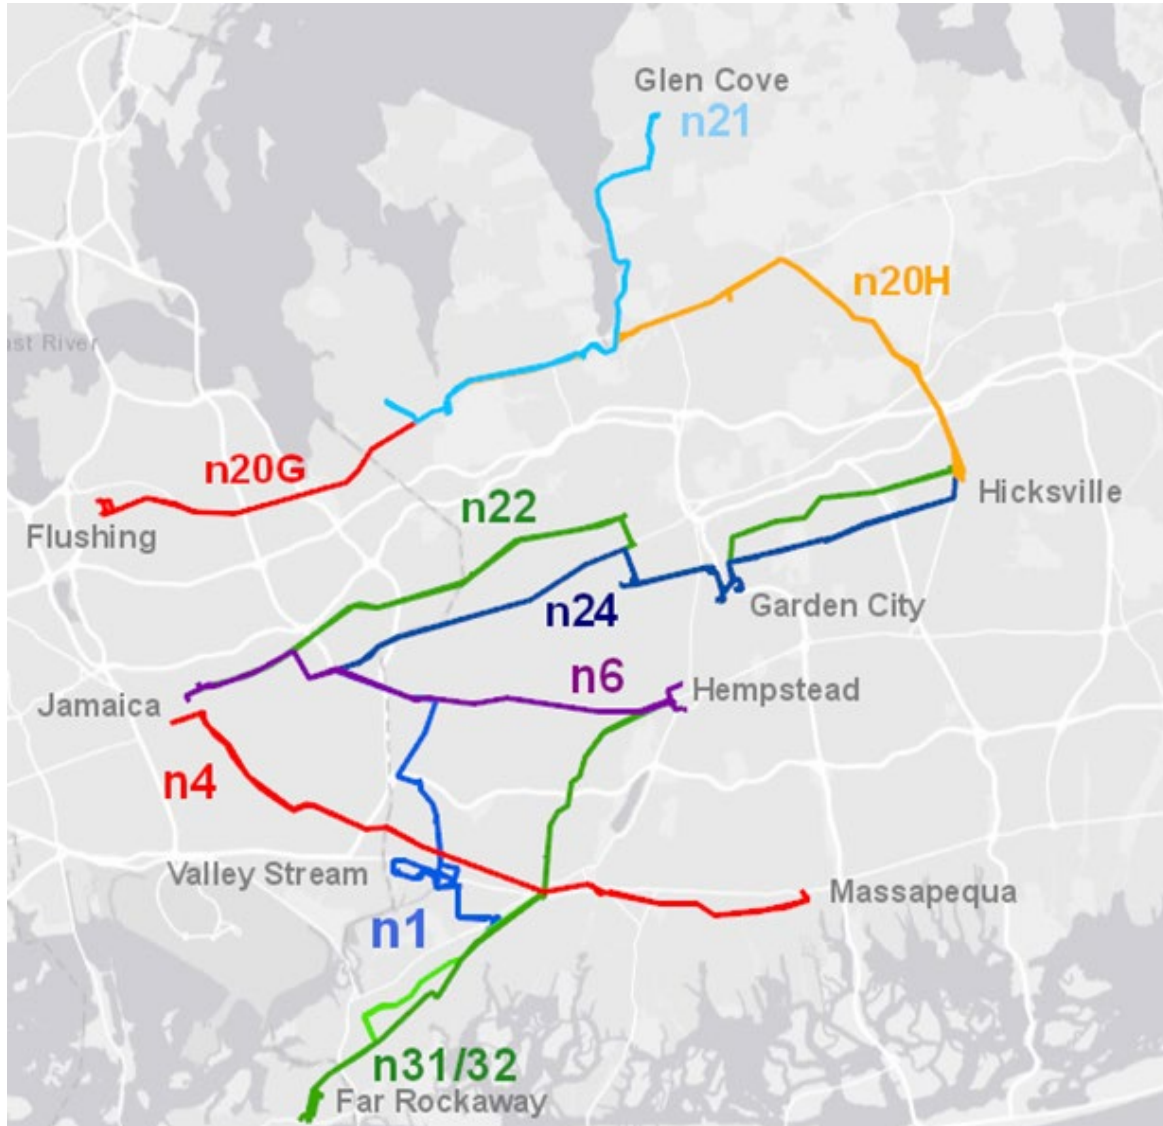 Glen Cove
n21
n20H
ast River
n20G
n22
Hicksville
Flushing
n24
Garden City
n6
Hempstead
Jamaica
n4
Valley Stream
Massapequa
n1
n31/32
Far Rockaway